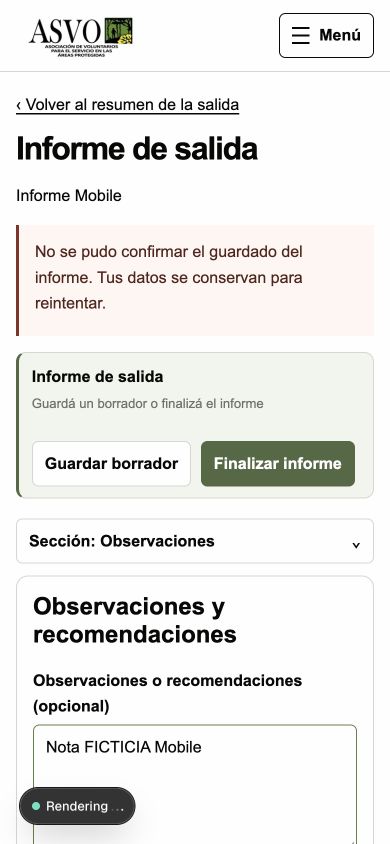 ASVO
ASOCIACIÓN DE VOLUNTARIOS
PARA EL SERVICIO EN LAS
ÁREAS PROTEGIDAS
Menú
‹ Volver al resumen de la salida
Informe de salida
Informe Mobile
No se pudo confirmar el guardado del
informe. Tus datos se conservan para
reintentar.
Informe de salida
Guardá un borrador o finalizá el informe
Guardar borrador
Finalizar informe
Sección: Observaciones
Observaciones y
recomendaciones
Observaciones o recomendaciones
(opcional)
Nota FICTICIA Mobile
Rendering ...